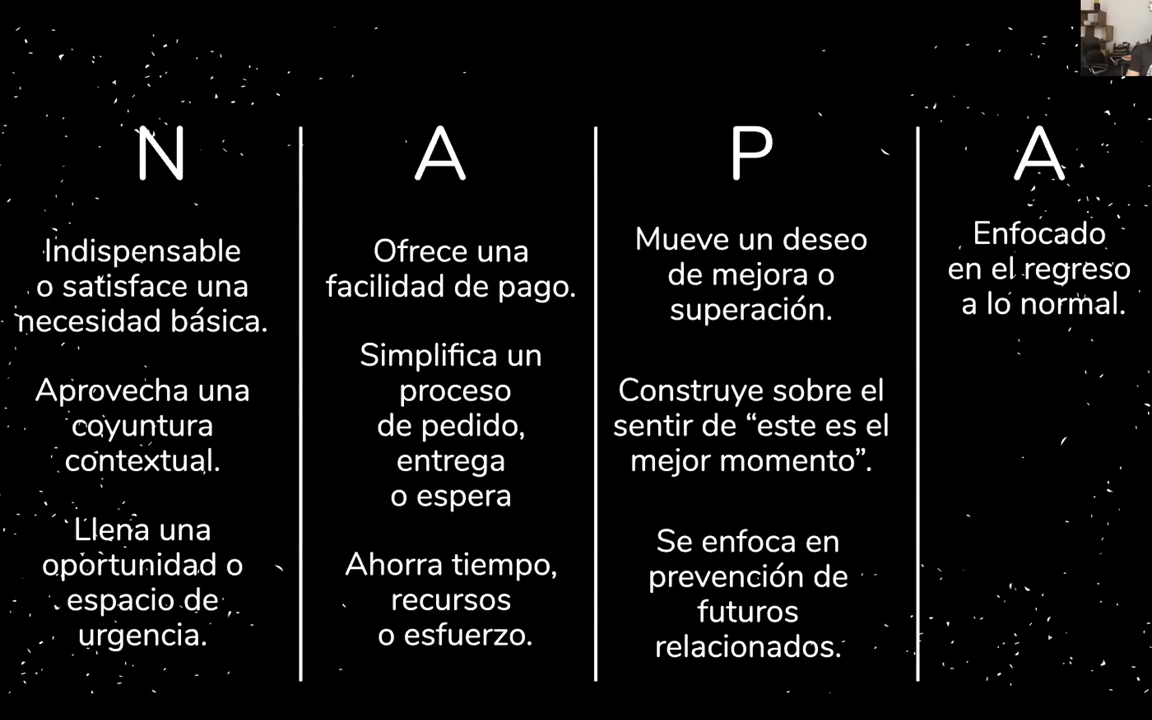 N
Indispensable
o satisface una
necesidad básica.
Aprovecha una
coyuntura
contextual.
Llena una
oportunidad o
espacio de
urgencia.
A
Ofrece una
facilidad de pago.
Simplifica un
proceso
de pedido,
entrega
o espera
Ahorra tiempo,
recursos
o esfuerzo.
P
Mueve un deseo
de mejora o
superación.
Construye sobre el
sentir de “este es el
mejor momento”.
Se enfoca en
prevención de
futuros
relacionados.
A
Enfocado
en el regreso
a lo normal.